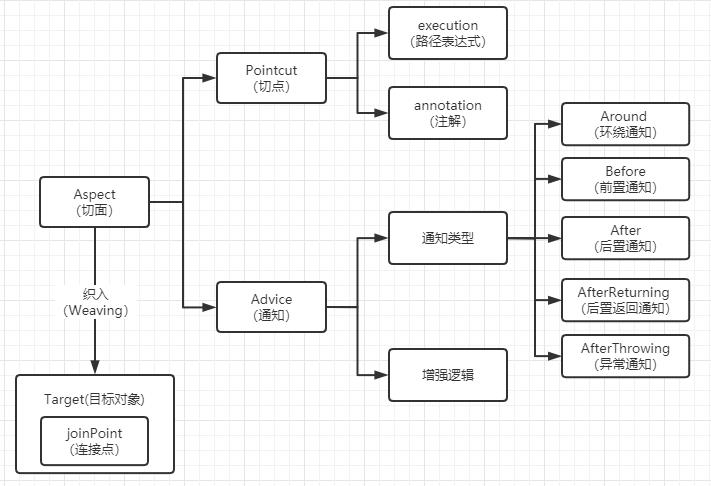 execution
（路径表达式）
Pointcut
（切点）
annotation
（注解）
Around
（环绕通知）
Before
（前置通知）
Aspect
（切面）
通知类型
After
（后置通知）
织入
（Weaving）
Advice
（通知）
AfterReturning
（后置返回通知）
AfterThrowing
（异常通知）
增强逻辑
Target(目标对象)
joinPoint
（连接点）